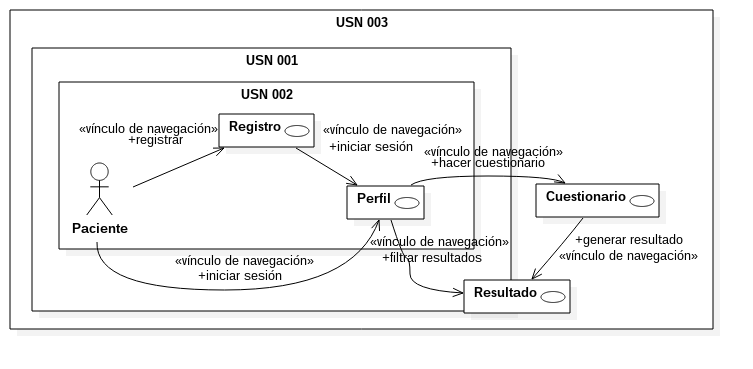 USN 003
USN 001
USN 002
«vínculo de navegación»
+registrar
Registro
«vínculo de navegación»
+iniciar sesión
«vínculo de navegación»
+hacer cuestionario
Paciente
Perfil
Cuestionario
«vínculo de navegación»
+filtrar resultados
+generar resultado
«vínculo de navegación»
«vínculo de navegación»
+iniciar sesión
Resultado